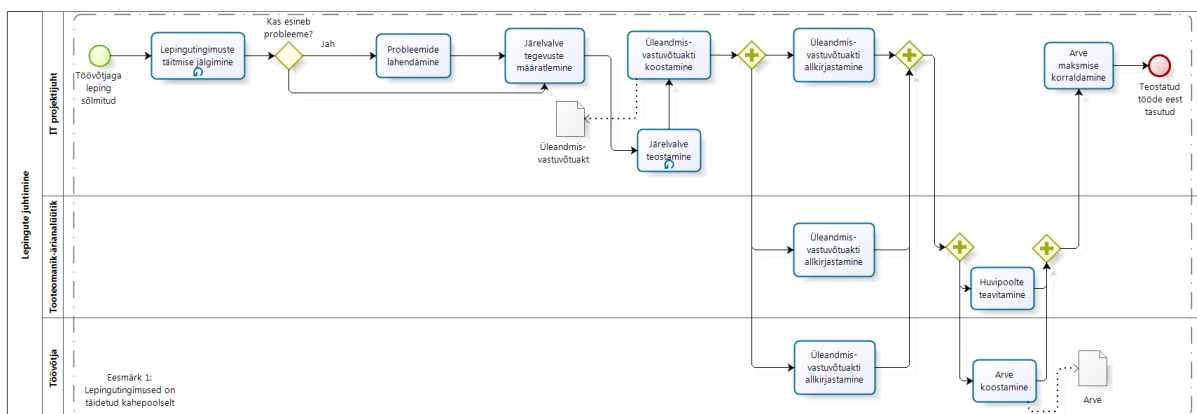 Lepingute juhtimine
IT projektijuht
Tööõtjaga
leping
sõlmitud
Lepingutingimuste
täitmise jälgimine
Kas esineb
probleeme?
Jah
Probleemide
lahendamine
Järelvalve
tegevuste
määratlemine
Üleandmis-
vastuvõtuakt
Järelvalve
teostamine
Üleandmis-
vastuvõtuakti
koostamine
Üleandmis-
vastuvõtuakti
allkirjastamine
Arve
maksmise
korraldamine
Teostatud
tööde eest
tasutud
Tooteomanik-ärianalüütik
Üleandmis-
vastuvõtuakti
allkirjastamine
Huvipoolte
teavitamine
Töövõtja
Eesmärk 1:
Lepingutingimused on
täidetud kahepoolselt
Üleandmis-
vastuvõtuakti
allkirjastamine
Arve
koostamine
Arve